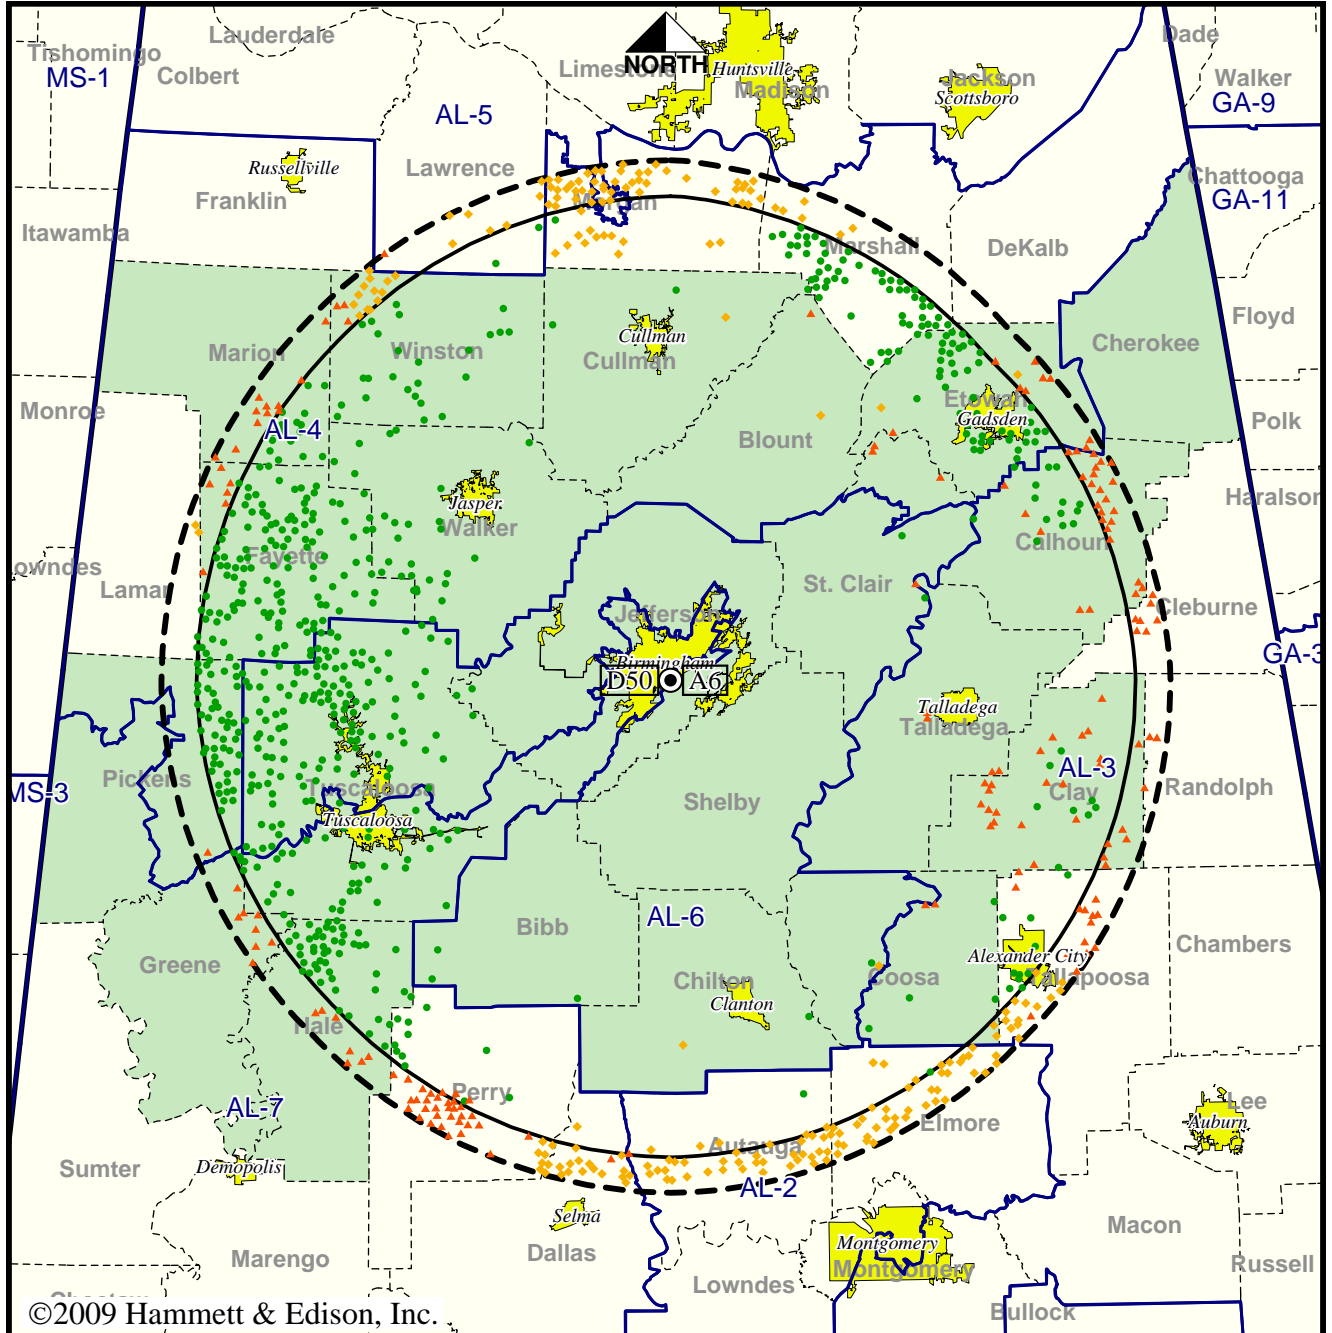 Lauderdale
Dade
Tishomingo
Limestone
NORTH
Huntsville
MS-1
Colbert
Madison
Jackson
Scottsboro
Walker
GA-9
AL-5
Russellville
Lawrence
Chattooga
Franklin
Morgan
GA-11
Itawamba
Marshall
DeKalb
Floyd
Cullman
Marion
Winston
Cullman
Cherokee
Monroe
Etowah
Gadsden
Polk
AL-4
Blount
Jasper
Haralson
Walker
Fayette
Calhoun
owndes
Lamar
St. Clair
Jefferson
Cleburne
GA-3
Birmingham
D50
A6
Talladega
Talladega
Pickens
AL-3
MS-3
Tuscaloosa
Clay
Randolph
Shelby
Tuscaloosa
AL-6
Bibb
Chambers
Greene
Alexander City
Chilton
Coosa
Tallapoosa
Clanton
Hale
Perry
AL-7
Lee
Auburn
Elmore
Autauga
Sumter
Demopolis
AL-2
Selma
Macon
Montgomery
Dallas
Marengo
Montgomery
Russell
Lowndes
Choctaw
Bullock
©2009 Hammett & Edison, Inc.